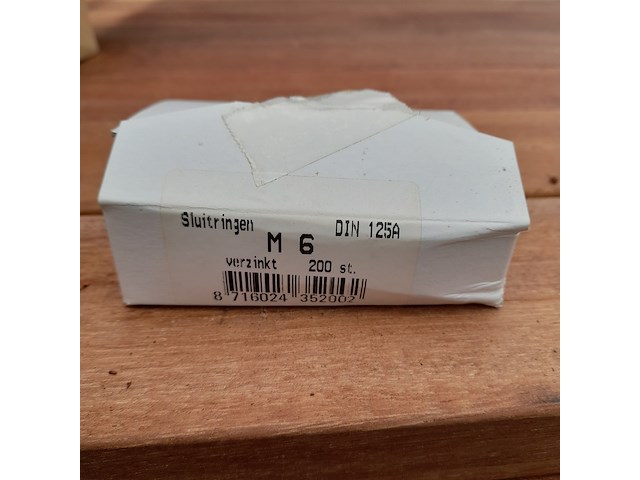 Sluitringen DIN 125A
M 6
verzinkt 200 st.
8 716024 352002